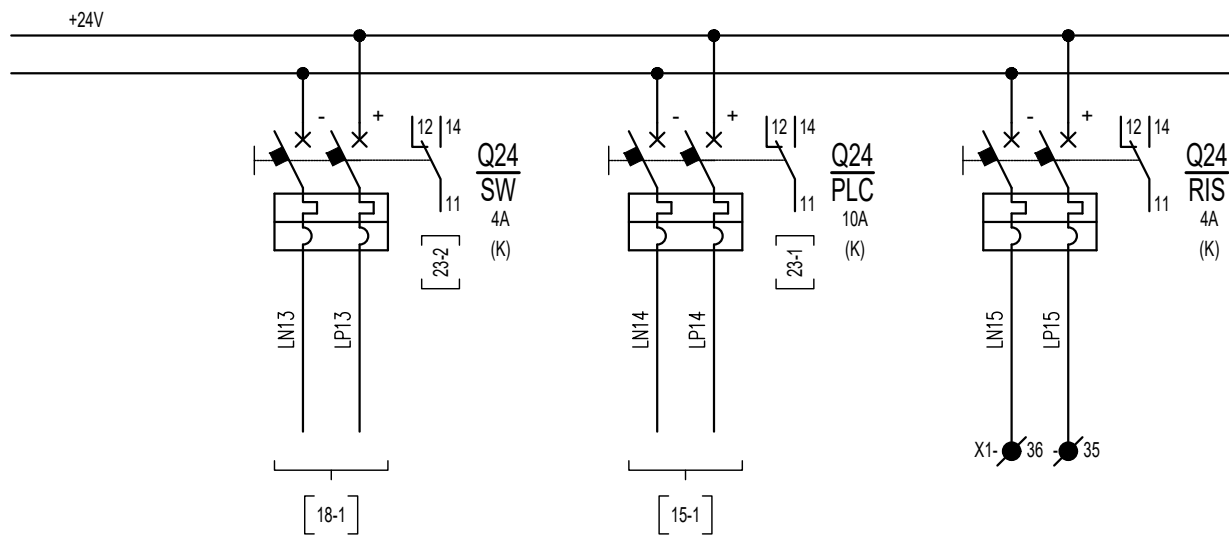 +24V
- +
12 14
11
Q24
SW
4A
(K)
23-2
LN13
LP13
18-1
- +
12 14
11
Q24
PLC
10A
(K)
23-1
LN14
LP14
15-1
- +
12 14
11
Q24
RIS
4A
(K)
LN15
LP15
X1- 36 - 35